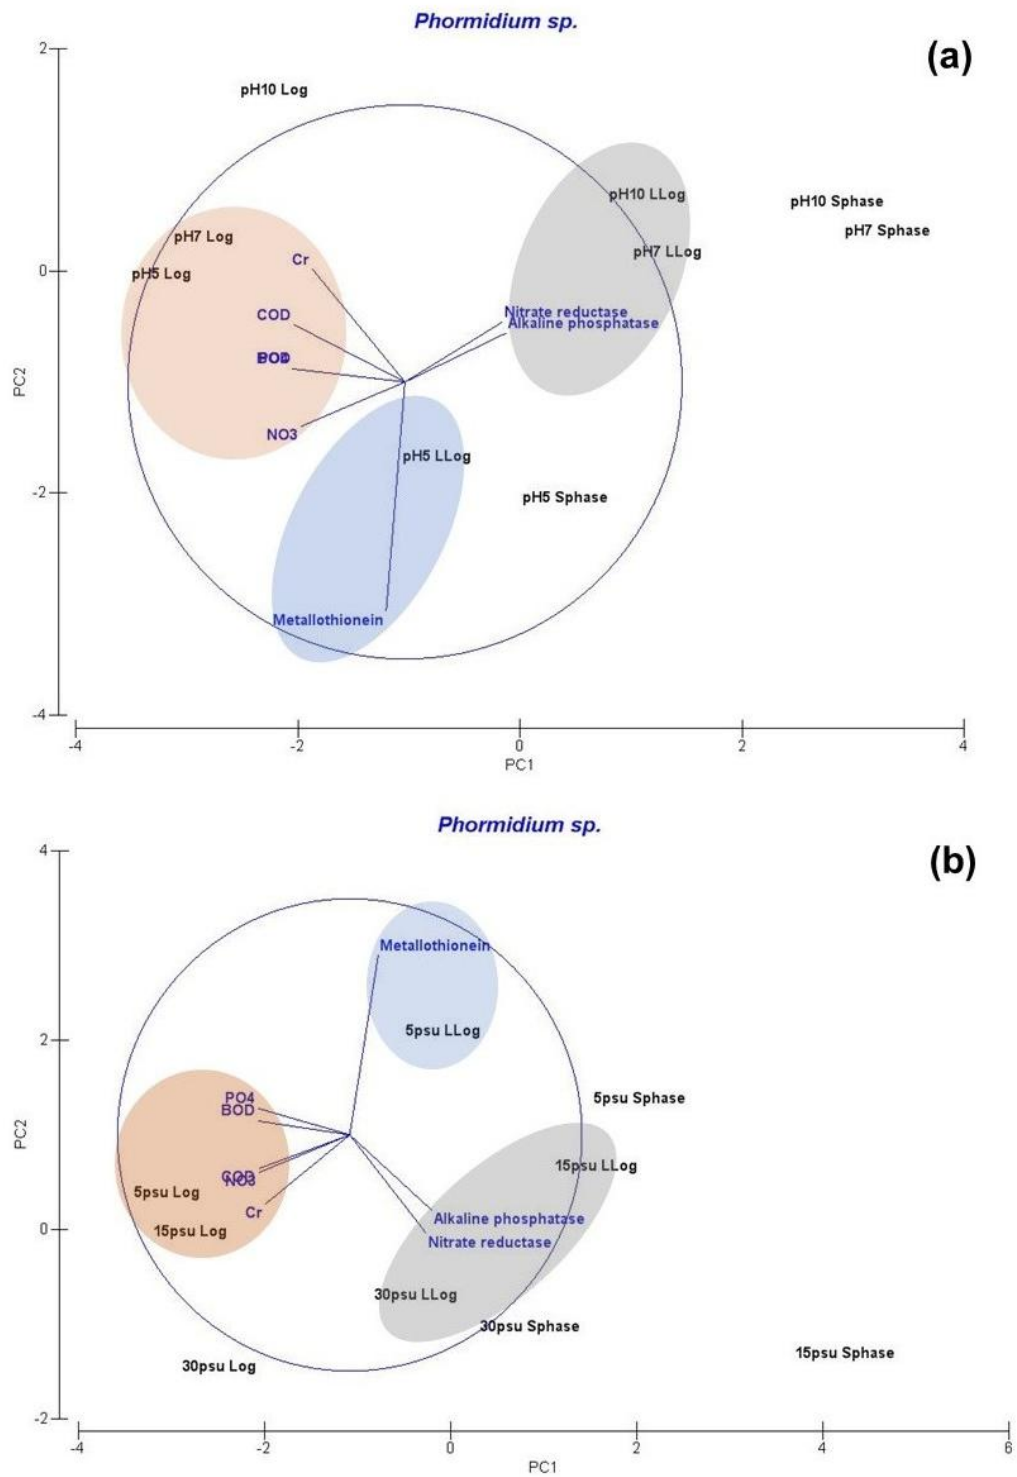 Phormidium sp.
(a)
2
0
-2
-4
PC2
pH10 Log
pH10 LLog
pH10 Sphase
pH7 Sphase
pH7 Log
pH7 LLog
pH5 Log
Cr
COD
Nitrate reductase
Alkaline phosphatase
NO3
pH5 LLog
pH5 Sphase
Metallothionein
-4
-2
0
2
4
PC1
Phormidium sp.
(b)
4
2
0
-2
PC2
Metallothionein
5psu LLog
PO4
BOD
5psu Sphase
COD
NO3
15psu LLog
5psu Log
Cr
15psu Log
Alkaline phosphatase
Nitrate reductase
30psu LLog
30psu Sphase
30psu Log
15psu Sphase
-4
-2
0
2
4
6
PC1